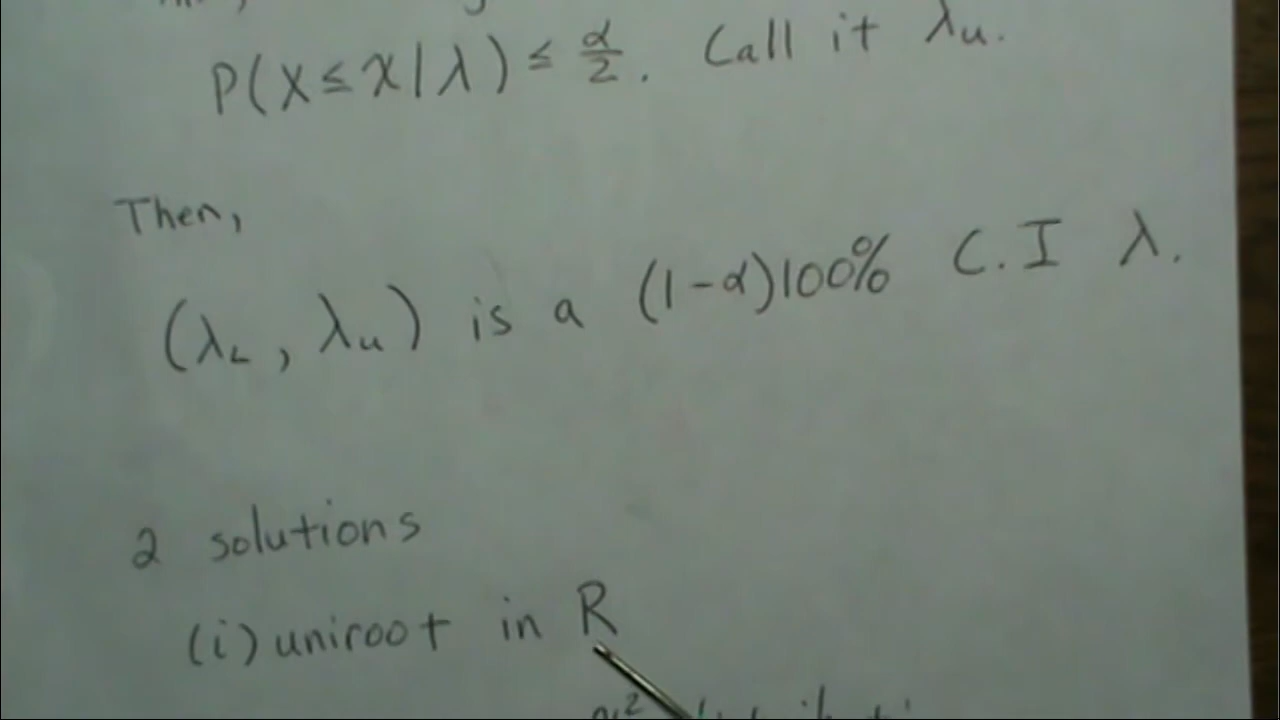 P(X ≤ x | λ) ≤ α/2. Call it λu.
Then,
(λL, λu) is a (1-α)100% C.I λ.
2 solutions
(i) uniroot in R